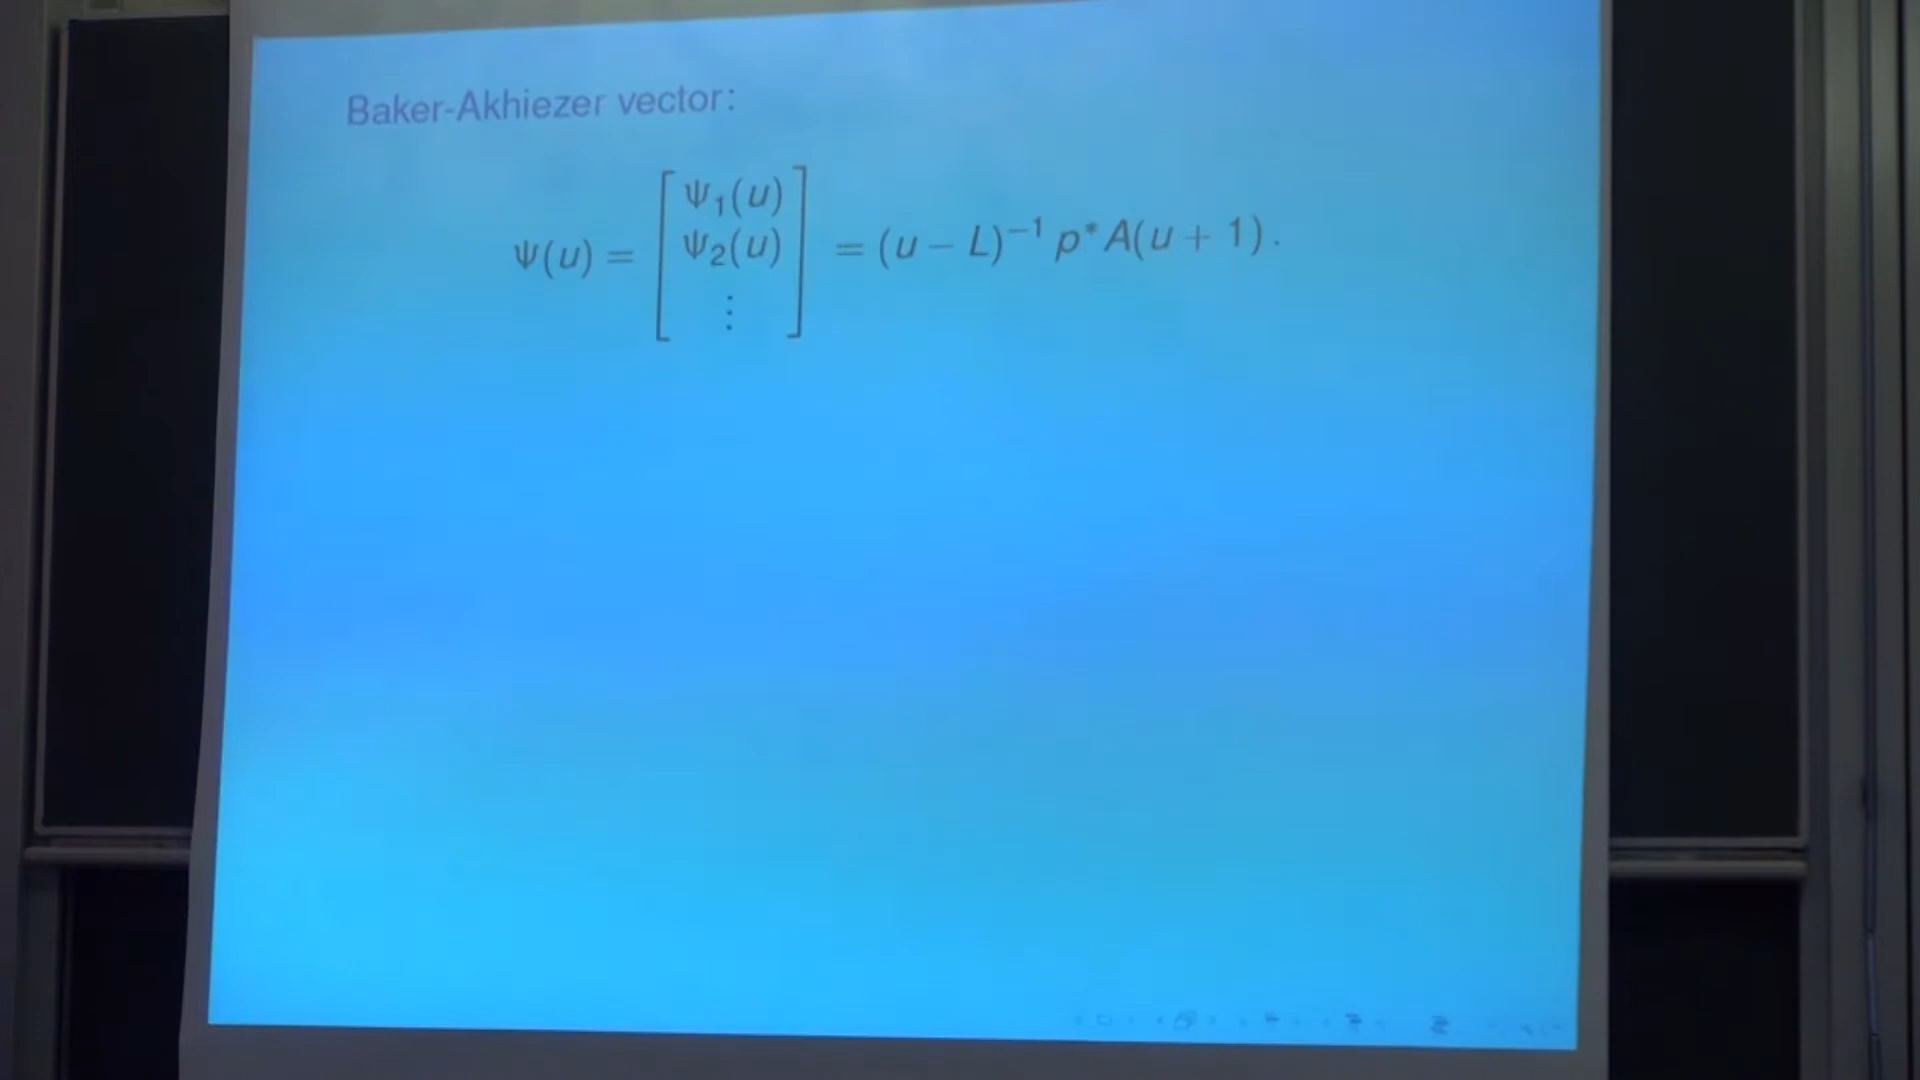 Baker-Akhiezer vector:
Ψ(u) = [ Ψ₁(u) Ψ₂(u) ⋮ ] = (u − L)⁻¹ p* A(u + 1).